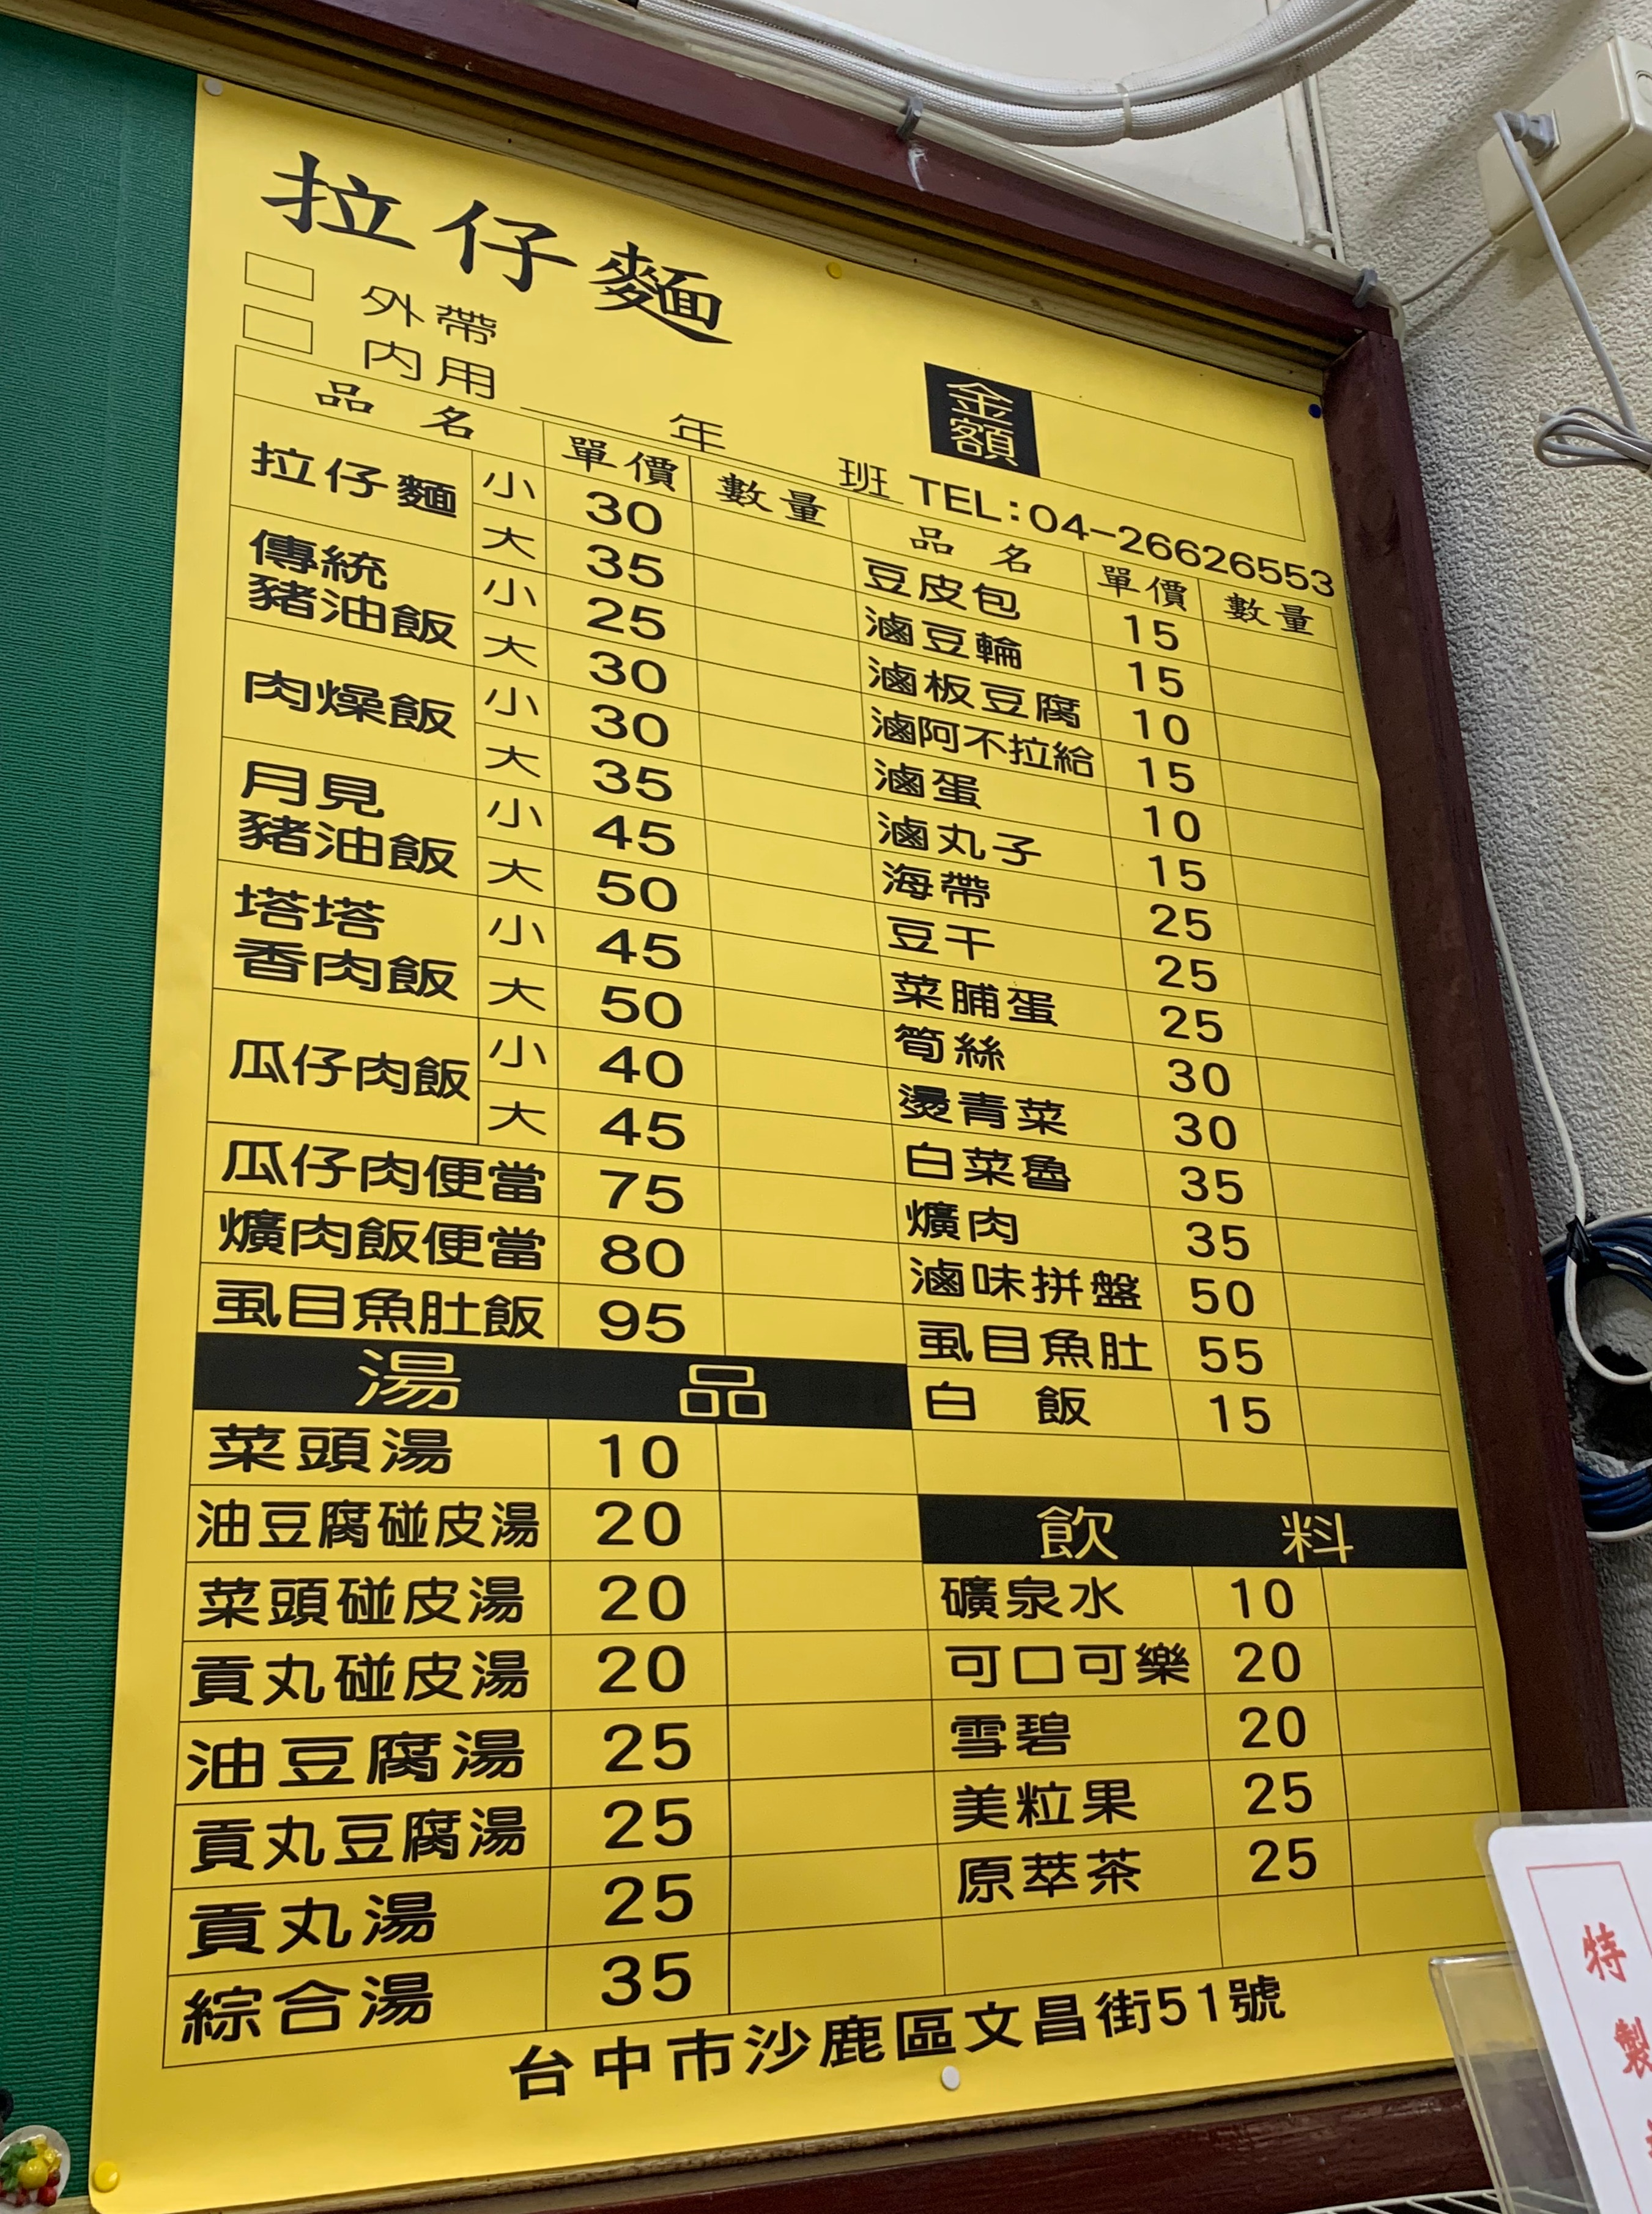 拉仔麵
外帶
內用
年 班 TEL:04-26626553
金額
品名 單價 數量
拉仔麵 小 30
大 35
傳統豬油飯 小 25
大 30
肉燥飯 小 30
大 35
月見豬油飯 小 45
大 50
塔塔香肉飯 小 45
大 50
瓜仔肉飯 小 40
大 45
瓜仔肉便當 75
爌肉飯便當 80
虱目魚肚飯 95
湯品
菜頭湯 10
油豆腐碰皮湯 20
菜頭碰皮湯 20
貢丸碰皮湯 20
油豆腐湯 25
貢丸豆腐湯 25
貢丸湯 25
綜合湯 35
品名 單價 數量
豆皮包 15
滷豆輪 15
滷板豆腐 10
滷阿不拉給 15
滷蛋 10
滷丸子 15
海帶 25
豆干 25
菜脯蛋 25
筍絲 30
燙青菜 30
白菜魯 35
爌肉 35
滷味拼盤 50
虱目魚肚 55
白飯 15
飲料
礦泉水 10
可口可樂 20
雪碧 20
美粒果 25
原萃茶 25
台中市沙鹿區文昌街51號
特製